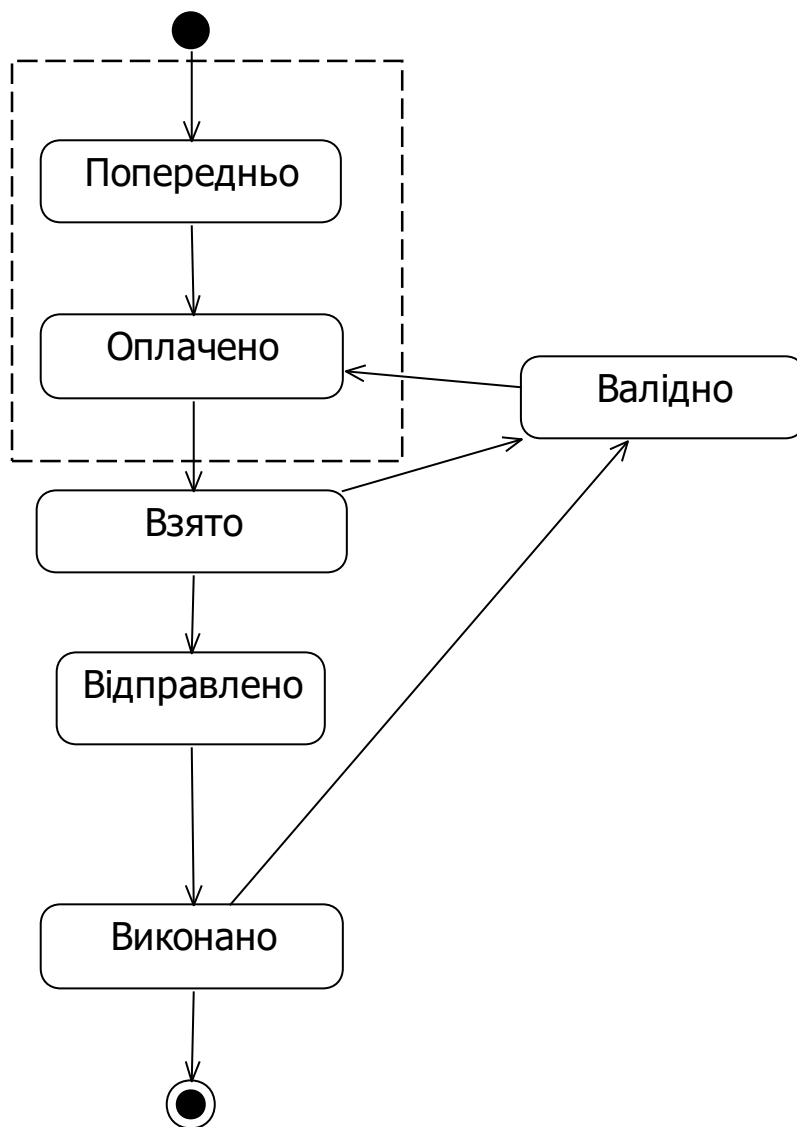 Попередньо
Оплачено
Валідно
Взято
Відправлено
Виконано